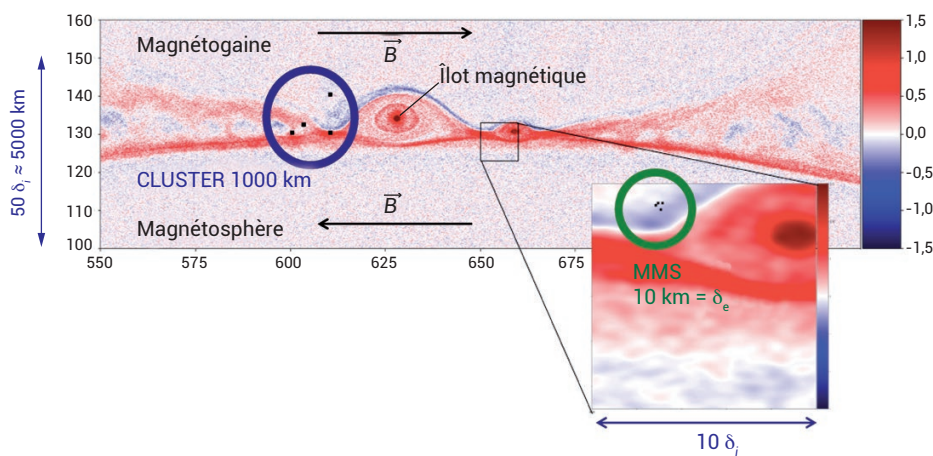 160
150
140
130
120
160
110
100
550
600
625
650
675
50 δi ≈ 5000 km
Magnétogaine
B
Îlot magnétique
CLUSTER 1000 km
B
Magnétosphère
1,5
1,0
0,5
0,0
-0,5
- 1,0
-1,5
MMS
10 km = δe
10 δi